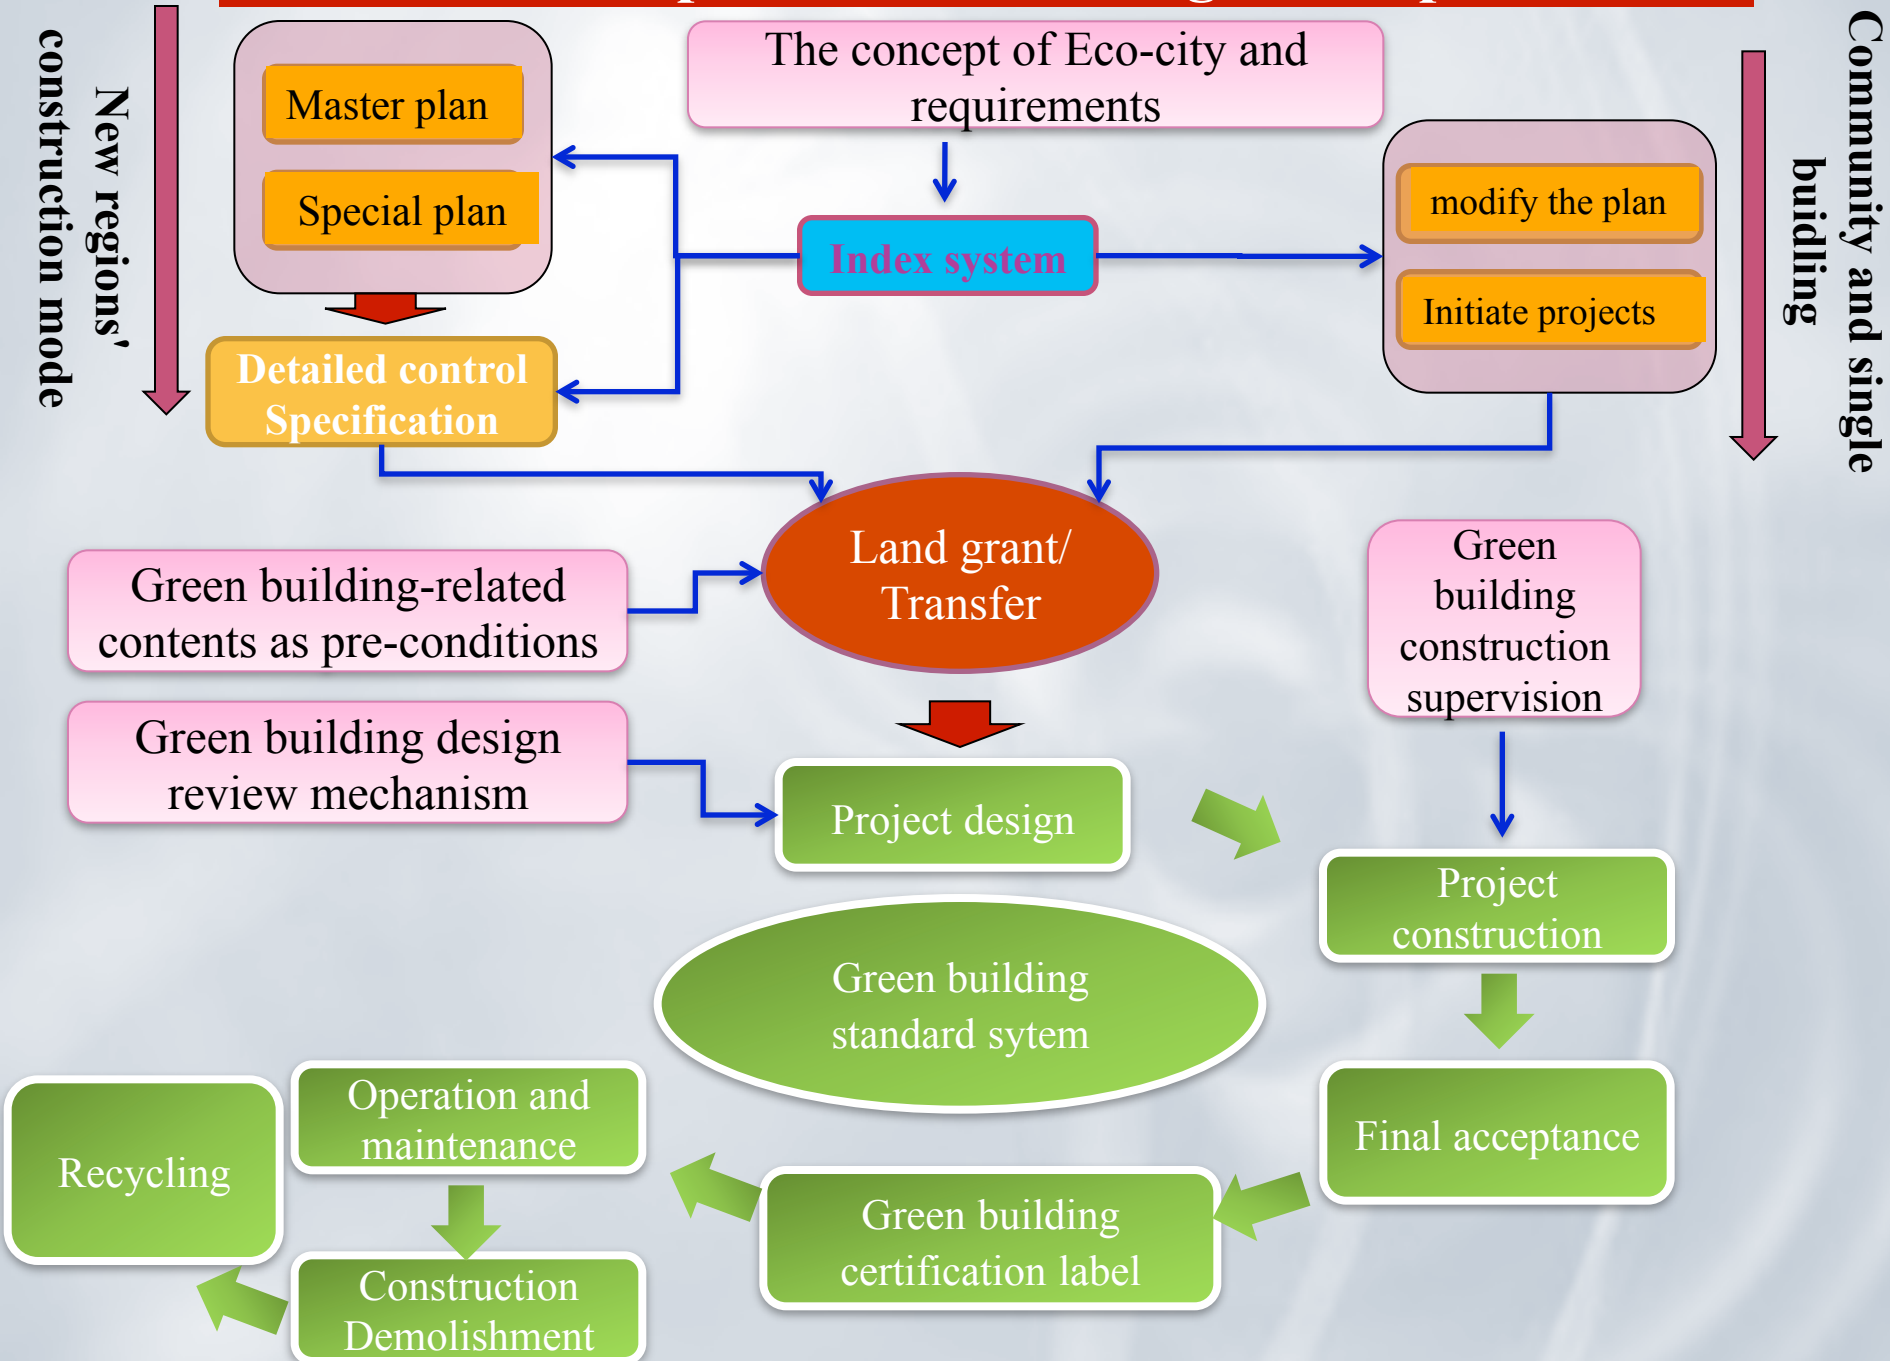 New regions'
construction mode
Master plan
Special plan
The concept of Eco-city and
requirements
Community and single
buidling
modify the plan
Initiate projects
Index system
Detailed control
Specification
Land grant/
Transfer
Green building-related
contents as pre-conditions
Green
building
construction
supervision
Green building design
review mechanism
Project design
Project
construction
Green building
standard sytem
Operation and
maintenance
Recycling
Final acceptance
Green building
certification label
Construction
Demolishment